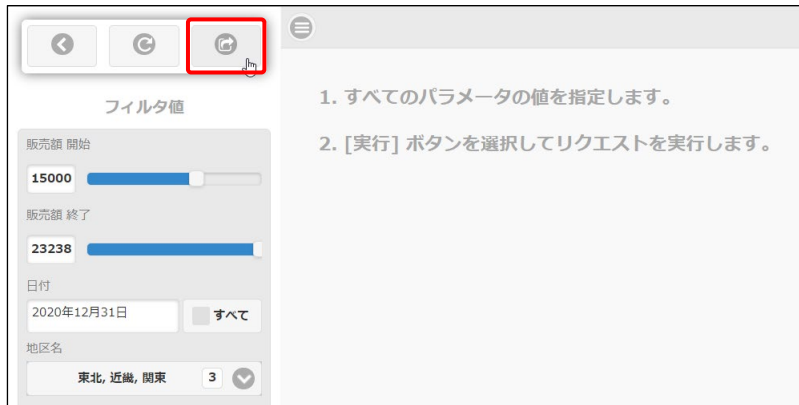 フィルタ値
販売額 開始
15000
販売額 終了
23238
日付
2020年12月31日
すべて
地区名
東北, 近畿, 関東 3
1. すべてのパラメータの値を指定します。
2. [実行] ボタンを選択してリクエストを実行します。